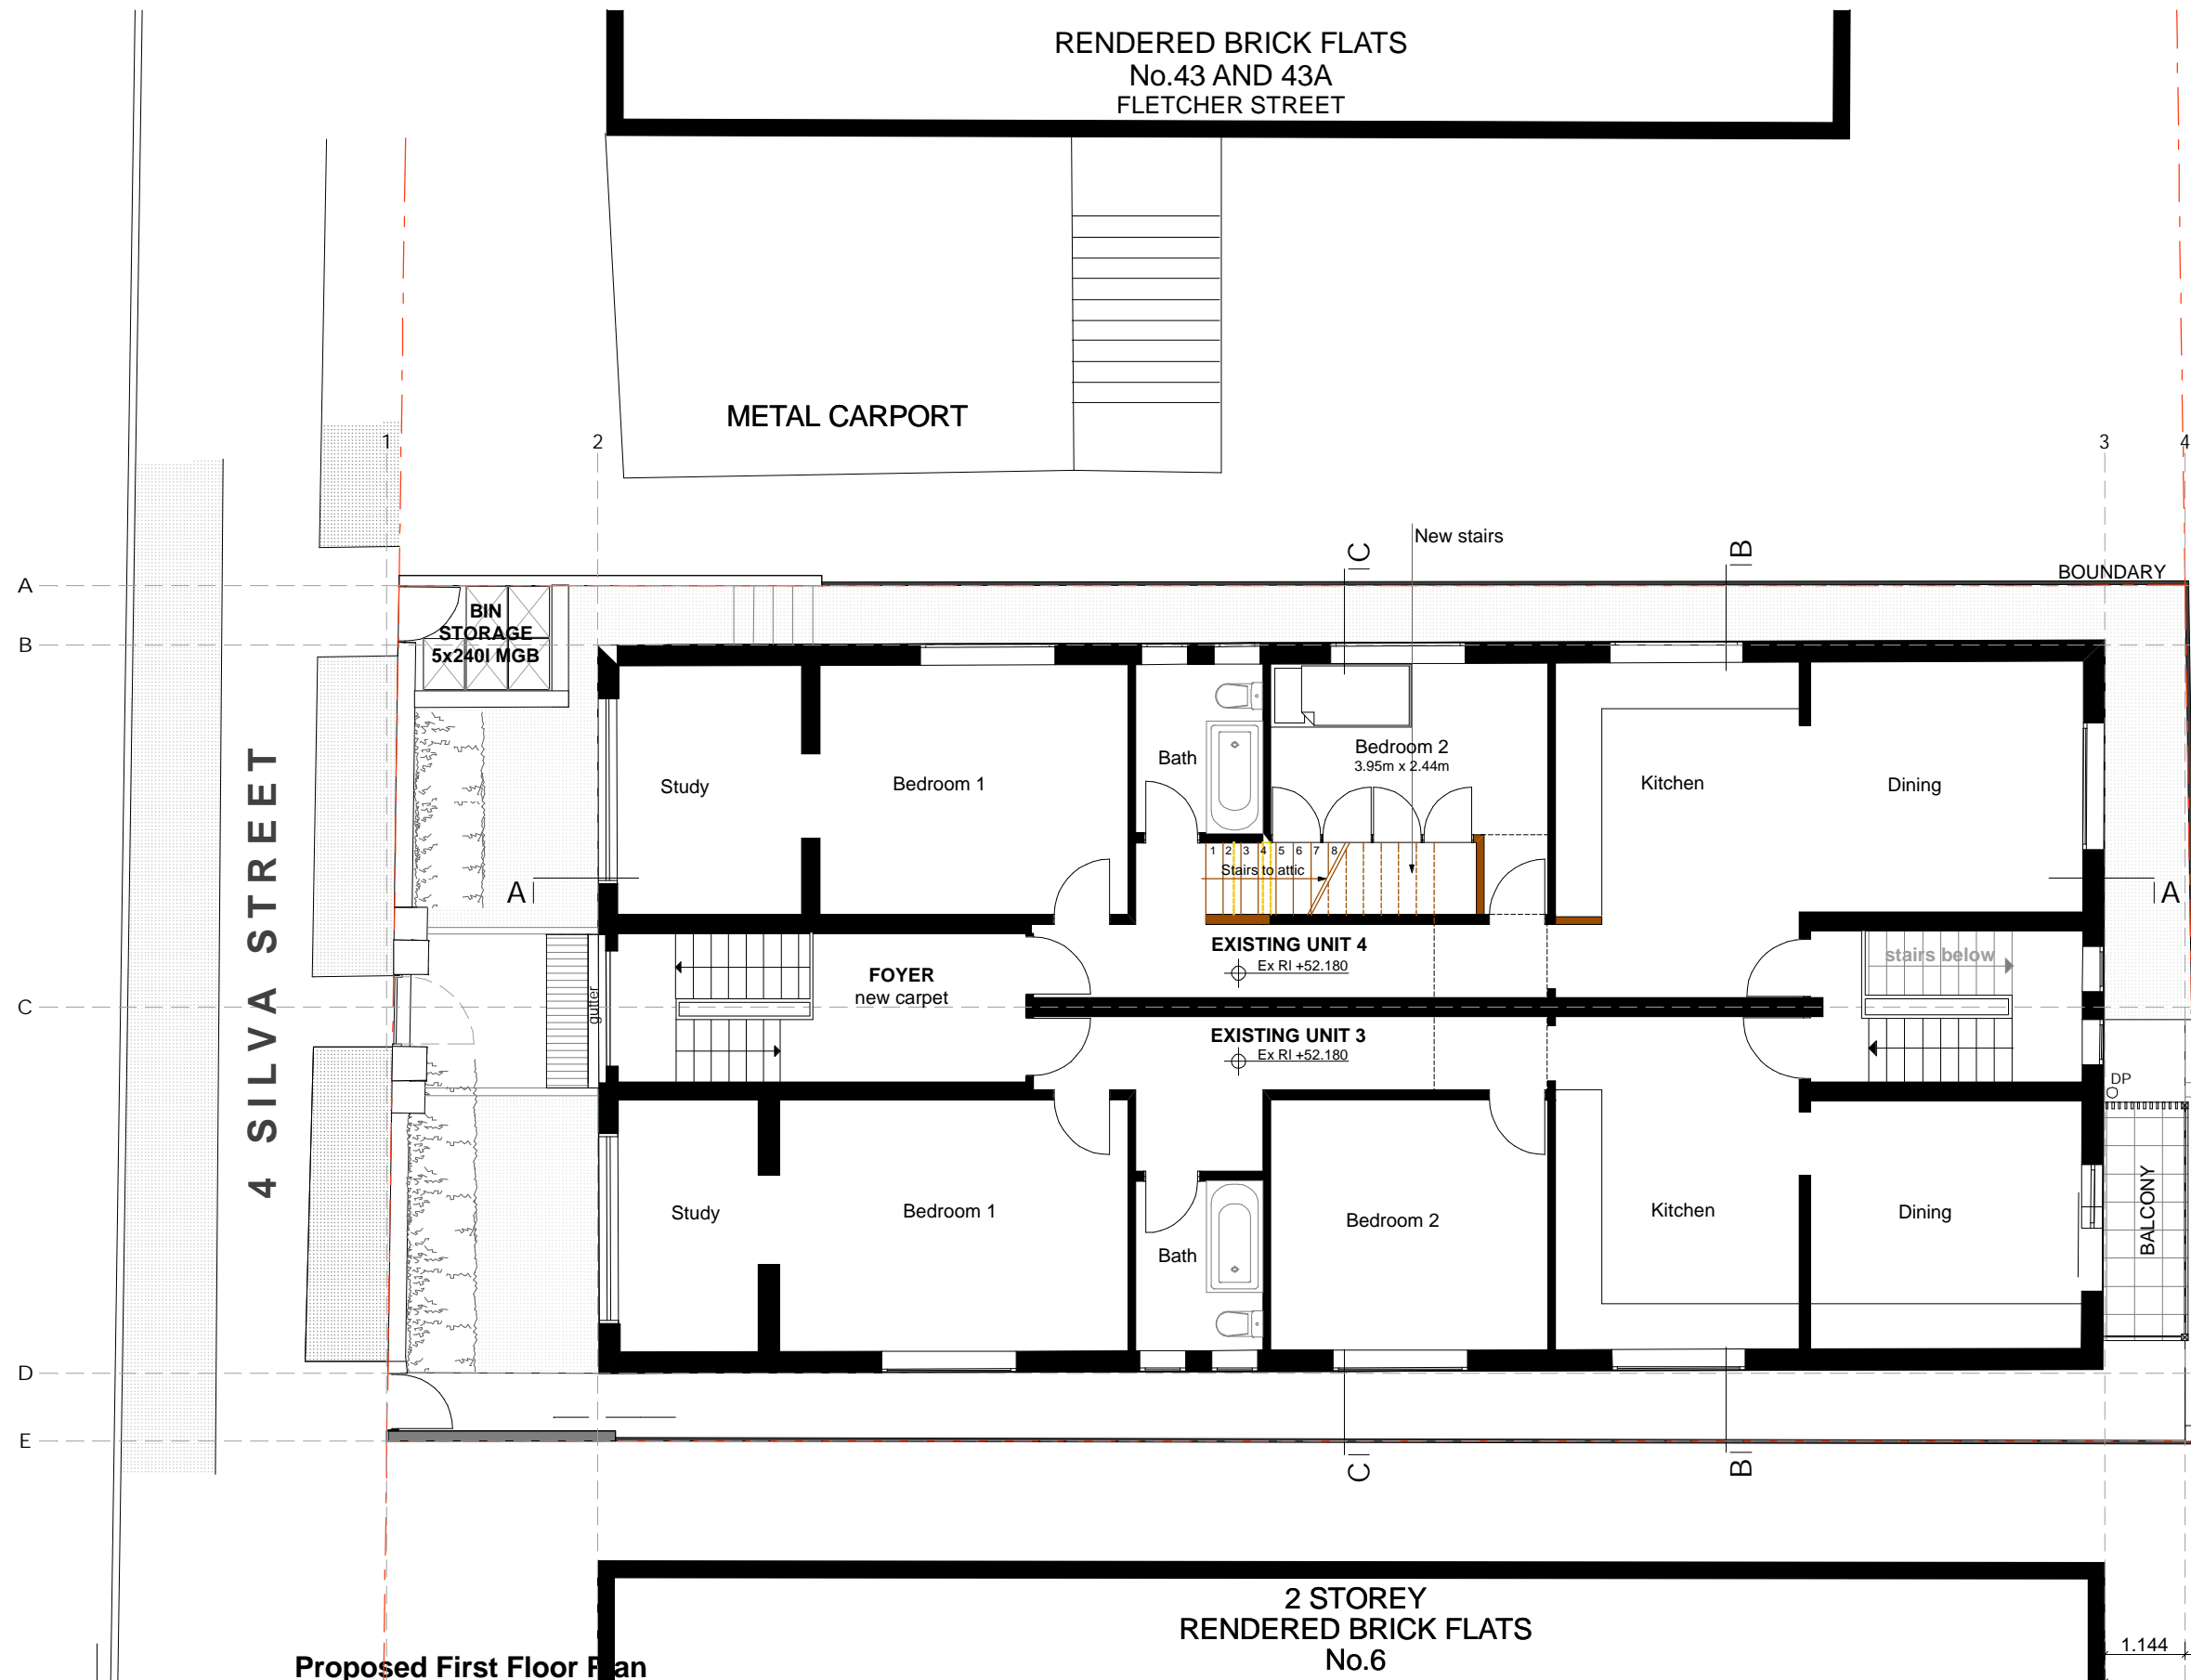 RENDERED BRICK FLATS
No.43 AND 43A
FLETCHER STREET
METAL CARPORT
1
2
3
4
New stairs
C
B
BOUNDARY
A
B
BIN
STORAGE
5x240l MGB
Bath
Bedroom 2
3.95m x 2.44m
Study
Bedroom 1
Kitchen
Dining
1 2 3 4 5 6 7 8
Stairs to attic
A
A
4 SILVA STREET
EXISTING UNIT 4
Ex Rl +52.180
FOYER
new carpet
stairs below
gutter
C
EXISTING UNIT 3
Ex Rl +52.180
DP
BALCONY
Study
Bedroom 1
Bath
Bedroom 2
Kitchen
Dining
D
E
C
B
2 STOREY
RENDERED BRICK FLATS
No.6
1.144
Proposed First Floor Plan